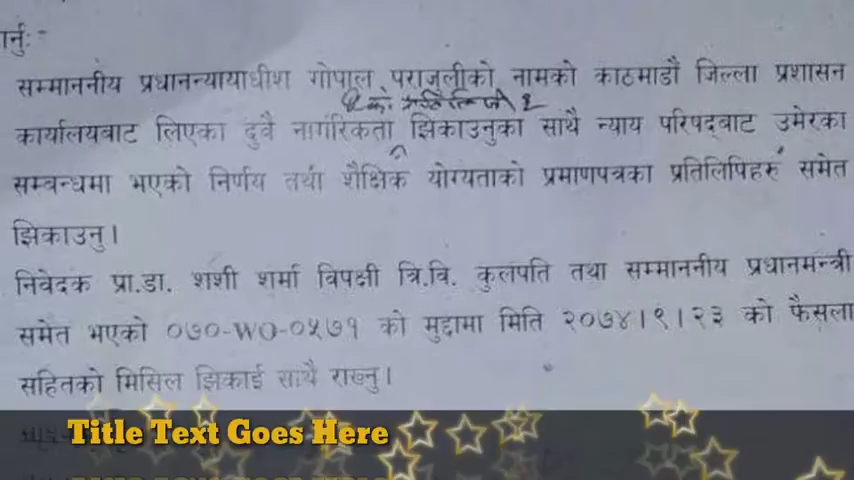 गर्नुः-
सम्माननीय प्रधानन्यायाधीश गोपाल पराजुलीको नामको काठमाडौं जिल्ला प्रशासन
कार्यालयबाट लिएका दुवै नागरिकता झिकाउनुका साथै न्याय परिषद्बाट उमेरका
सम्बन्धमा भएको निर्णय तथा शैक्षिक योग्यताको प्रमाणपत्रका प्रतिलिपिहरु समेत
झिकाउनु।
निवेदक प्रा.डा. शशी शर्मा विपक्षी त्रि.वि. कुलपति तथा सम्माननीय प्रधानमन्त्री
समेत भएको ०७०-WO-०५७१ को मुद्दामा मिति २०७४।९।२३ को फैसला
सहितको मिसिल झिकाई साथै राख्नु।
Title Text Goes Here